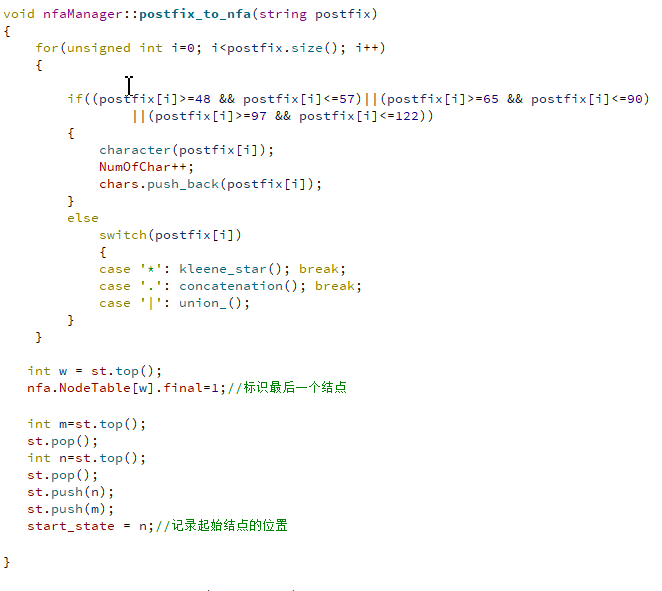 void nfaManager::postfix_to_nfa(string postfix)
{
    for(unsigned int i=0; i<postfix.size(); i++)
    {
        if((postfix[i]>=48 && postfix[i]<=57)||(postfix[i]>=65 && postfix[i]<=90)
                ||(postfix[i]>=97 && postfix[i]<=122))
        {
            character(postfix[i]);
            NumOfChar++;
            chars.push_back(postfix[i]);
        }
        else
            switch(postfix[i])
            {
            case '*': kleene_star(); break;
            case '.': concatenation(); break;
            case '|': union_();
        }
    }
   int w = st.top();
   nfa.NodeTable[w].final=1;//标识最后一个结点
   int m=st.top();
   st.pop();
   int n=st.top();
   st.pop();
   st.push(n);
   st.push(m);
   start_state = n;//记录起始结点的位置
}